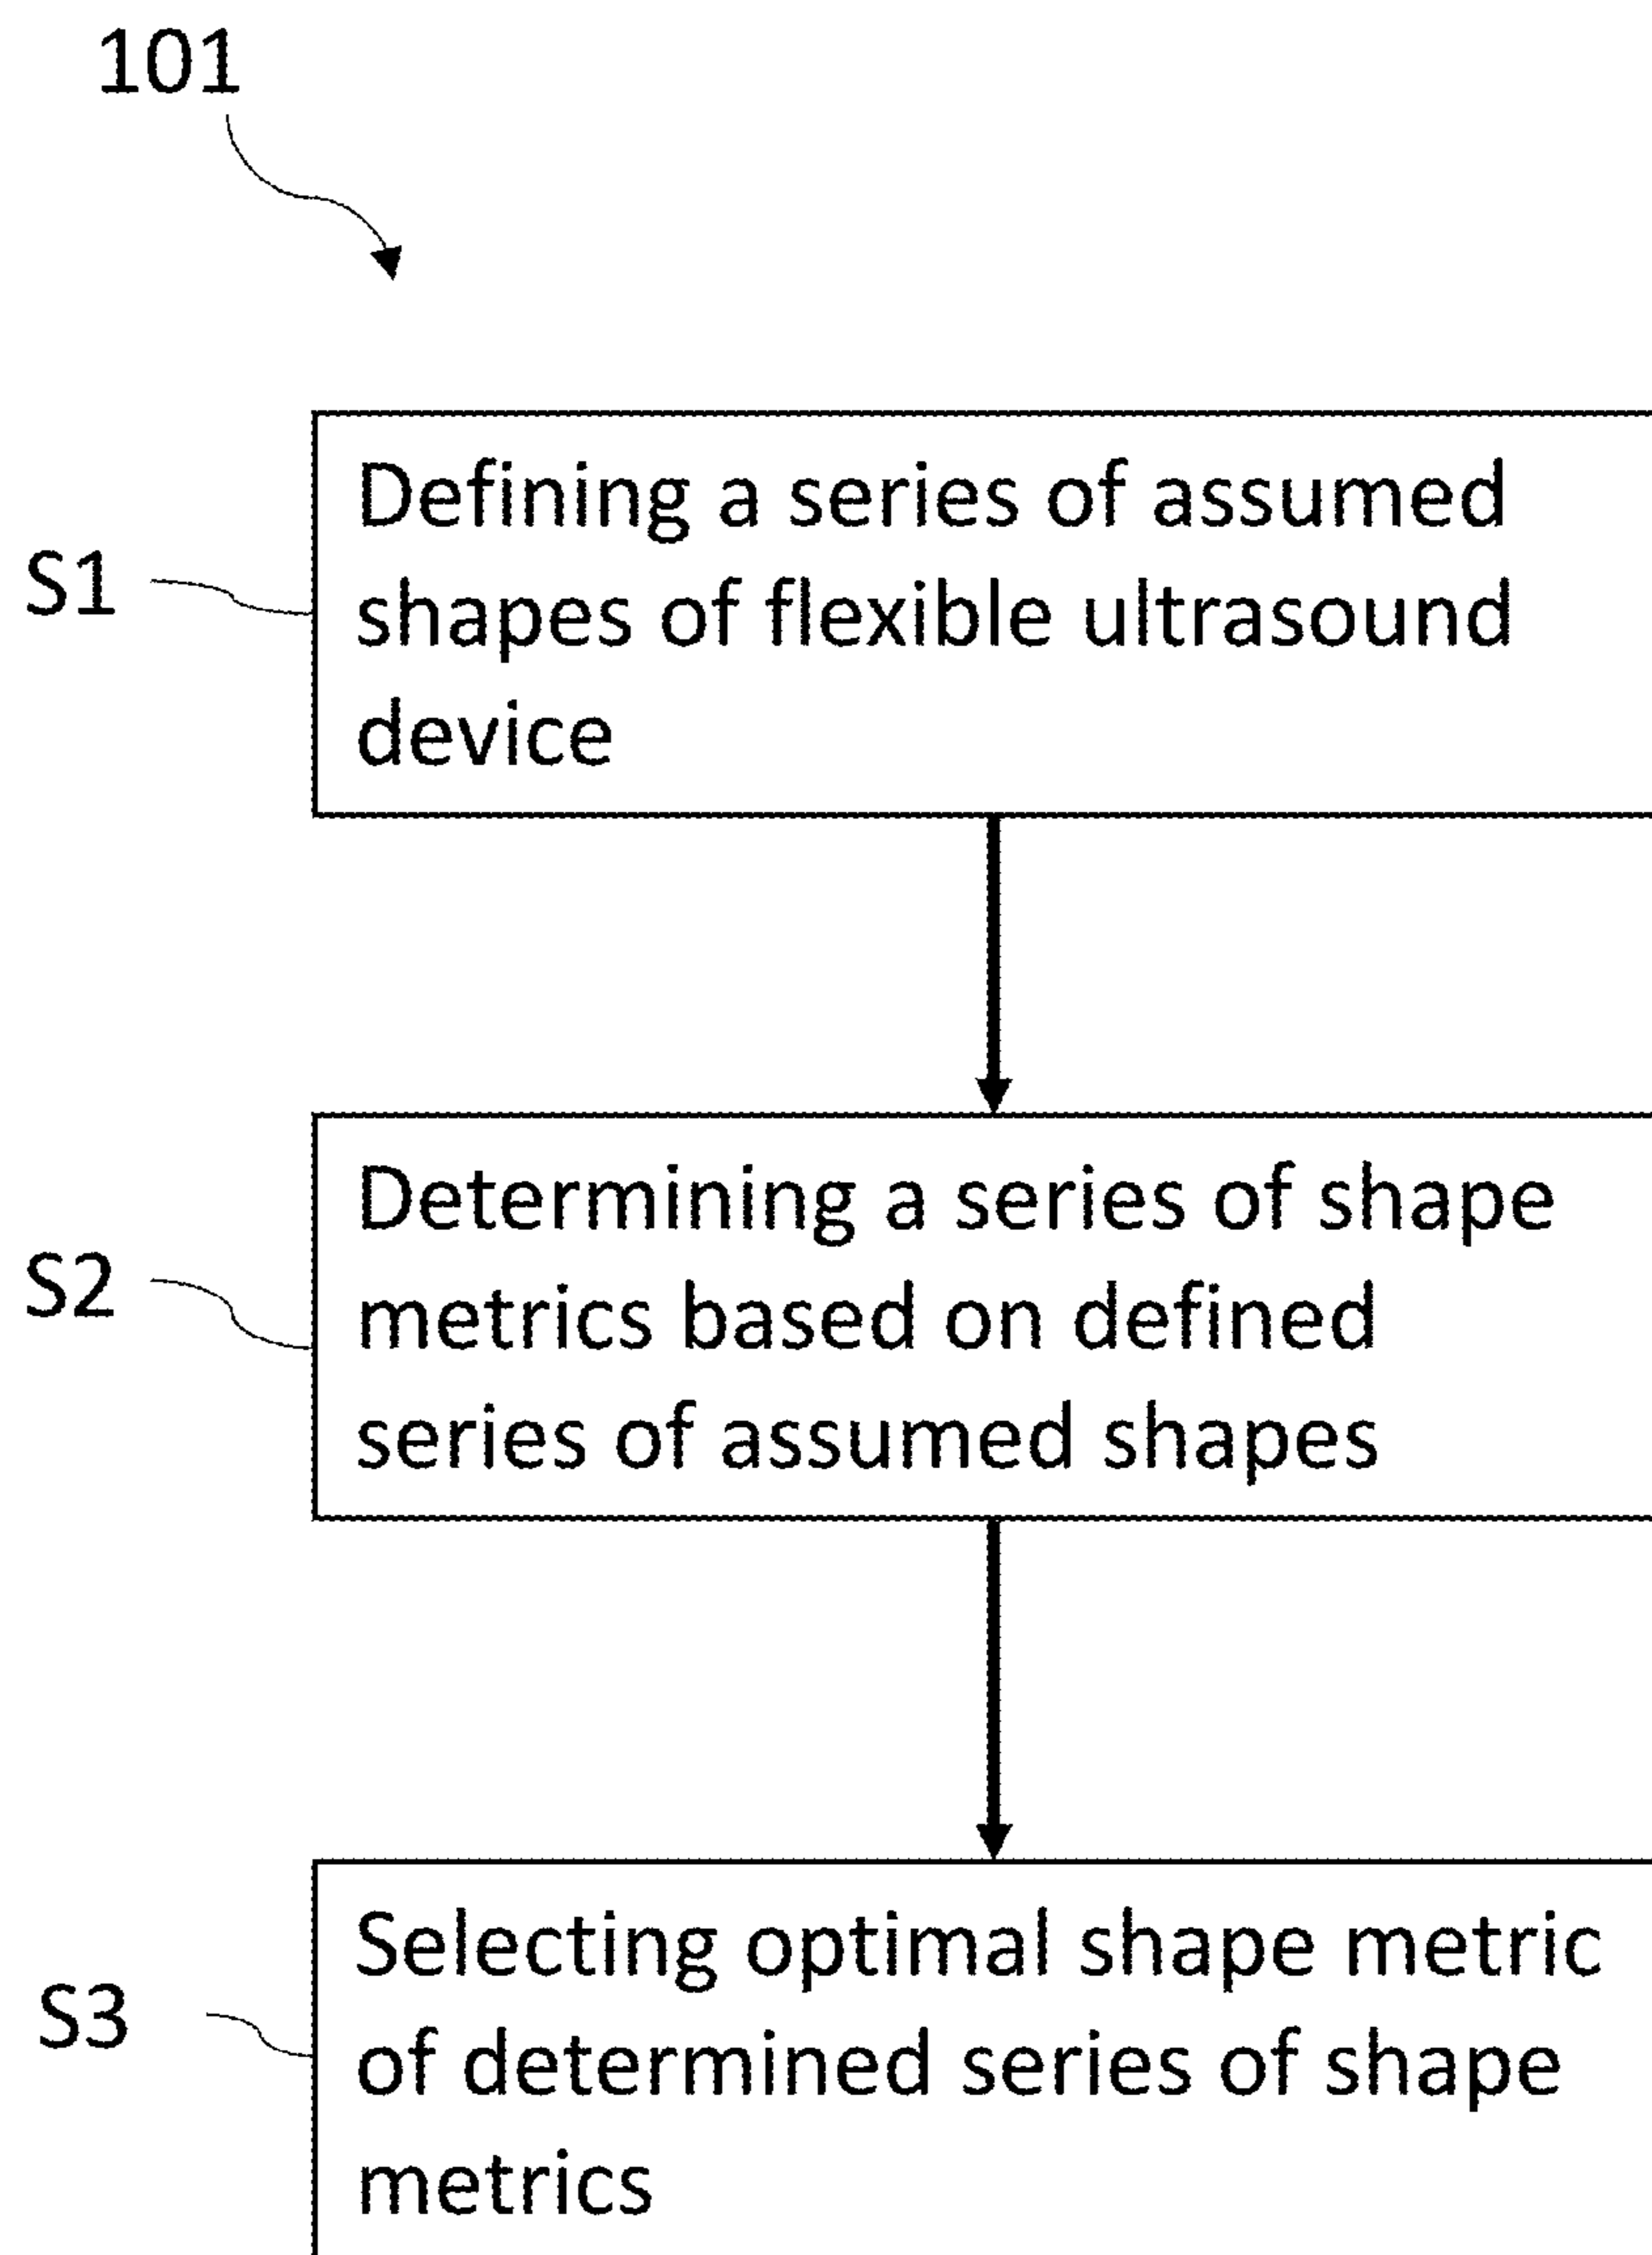 101
S1
Defining a series of assumed
shapes of flexible ultrasound
device
S2
Determining a series of shape
metrics based on defined
series of assumed shapes
S3
Selecting optimal shape metric
of determined series of shape
metrics